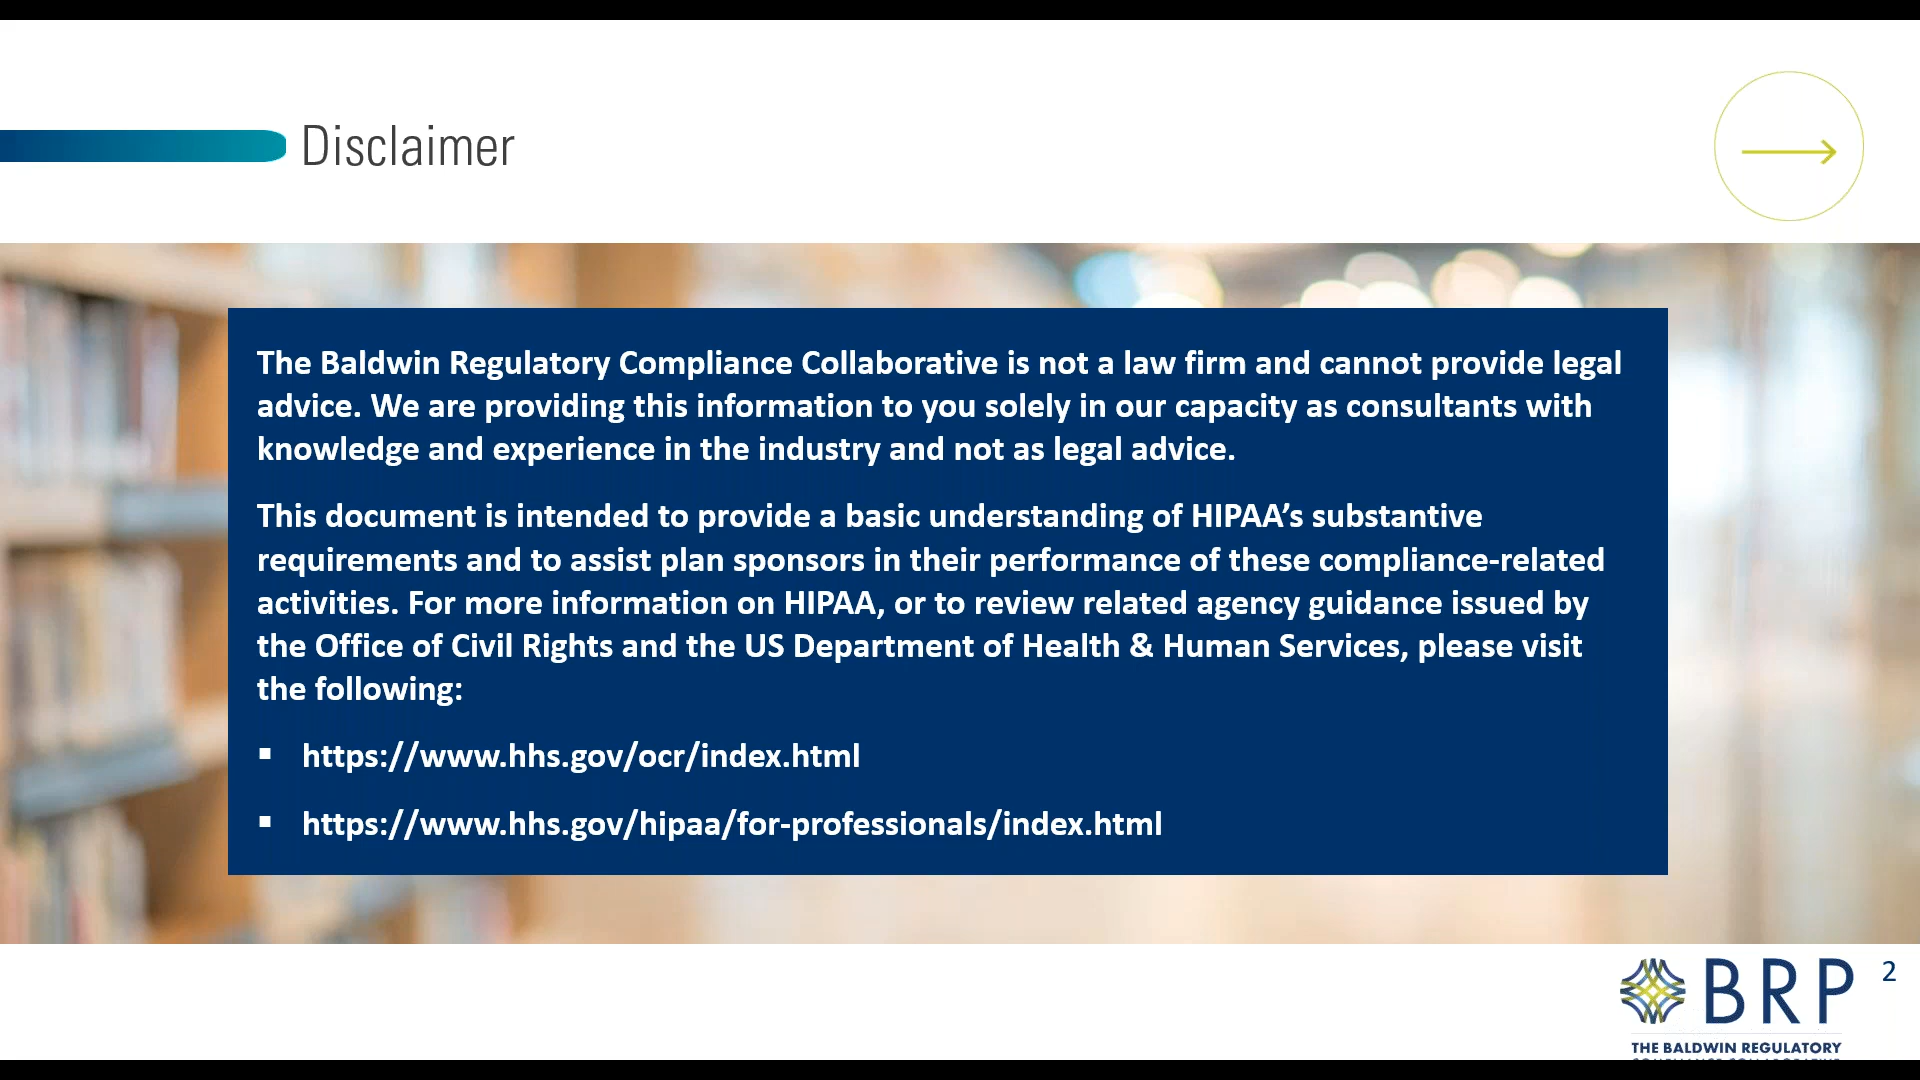 Disclaimer
The Baldwin Regulatory Compliance Collaborative is not a law firm and cannot provide legal
advice. We are providing this information to you solely in our capacity as consultants with
knowledge and experience in the industry and not as legal advice.
This document is intended to provide a basic understanding of HIPAA’s substantive
requirements and to assist plan sponsors in their performance of these compliance-related
activities. For more information on HIPAA, or to review related agency guidance issued by
the Office of Civil Rights and the US Department of Health & Human Services, please visit
the following:
▪ https://www.hhs.gov/ocr/index.html
▪ https://www.hhs.gov/hipaa/for-professionals/index.html
BRP
2
THE BALDWIN REGULATORY